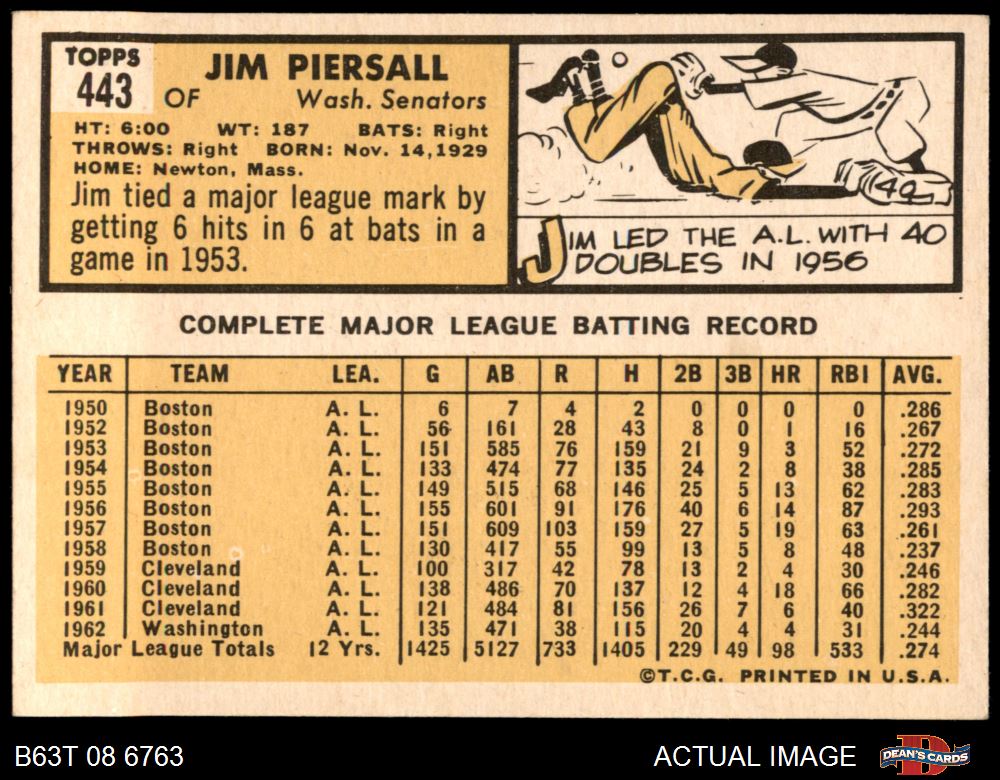 TOPPS
443
JIM PIERSALL
OF Wash. Senators
HT: 6:00 WT: 187 BATS: Right
THROWS: Right BORN: Nov. 14,1929
HOME: Newton, Mass.
Jim tied a major league mark by
getting 6 hits in 6 at bats in a
game in 1953.
40
JIM LED THE A.L. WITH 40
DOUBLES IN 1956
COMPLETE MAJOR LEAGUE BATTING RECORD
YEAR TEAM LEA. G AB R H 2B 3B HR RBI AVG.
1950 Boston A. L. 6 7 4 2 0 0 0 0 .286
1952 Boston A. L. 56 161 28 43 8 0 1 16 .267
1953 Boston A. L. 151 585 76 159 21 9 3 52 .272
1954 Boston A. L. 133 474 77 135 24 2 8 38 .285
1955 Boston A. L. 149 515 68 146 25 5 13 62 .283
1956 Boston A. L. 155 601 91 176 40 6 14 87 .293
1957 Boston A. L. 151 609 103 159 27 5 19 63 .261
1958 Boston A. L. 130 417 55 99 13 5 8 48 .237
1959 Cleveland A. L. 100 317 42 78 13 2 4 30 .246
1960 Cleveland A. L. 138 486 70 137 12 4 18 66 .282
1961 Cleveland A. L. 121 484 81 156 26 7 6 40 .322
1962 Washington A. L. 135 471 38 115 20 4 4 31 .244
Major League Totals 12 Yrs. 1425 5127 733 1405 229 49 98 533 .274
©T.C.G. PRINTED IN U.S.A.
B63T 08 6763 ACTUAL IMAGE
DEAN'S CARDS